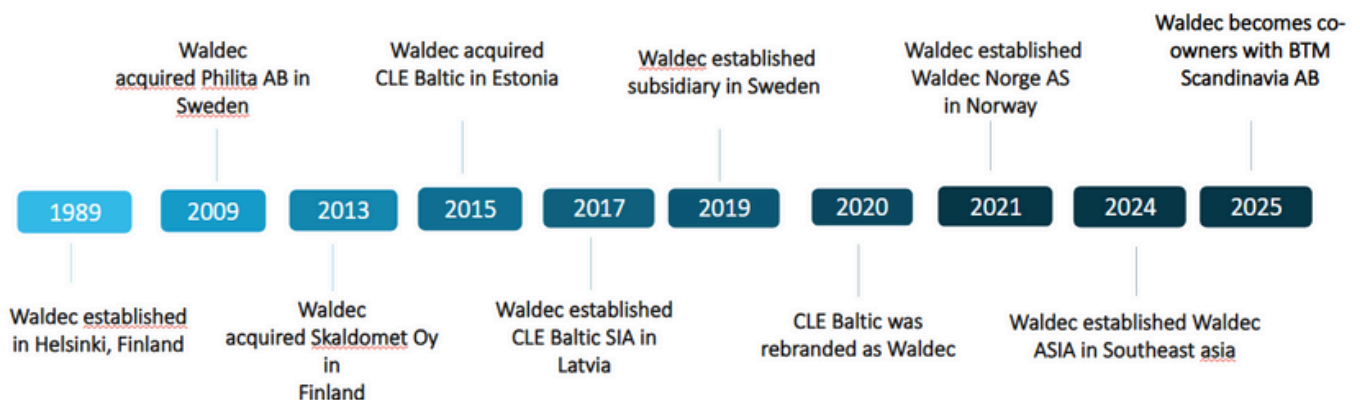 Waldec
acquired Philita AB in
Sweden
Waldec acquired
CLE Baltic in Estonia
Waldec established
subsidiary in Sweden
Waldec established
Waldec Norge AS
in Norway
Waldec becomes co-
owners with BTM
Scandinavia AB
1989
2009
2013
2015
2017
2019
2020
2021
2024
2025
Waldec established
in Helsinki, Finland
Waldec
acquired Skaldomet Oy
in
Finland
Waldec established
CLE Baltic SIA in
Latvia
CLE Baltic was
rebranded as Waldec
Waldec established Waldec
ASIA in Southeast asia